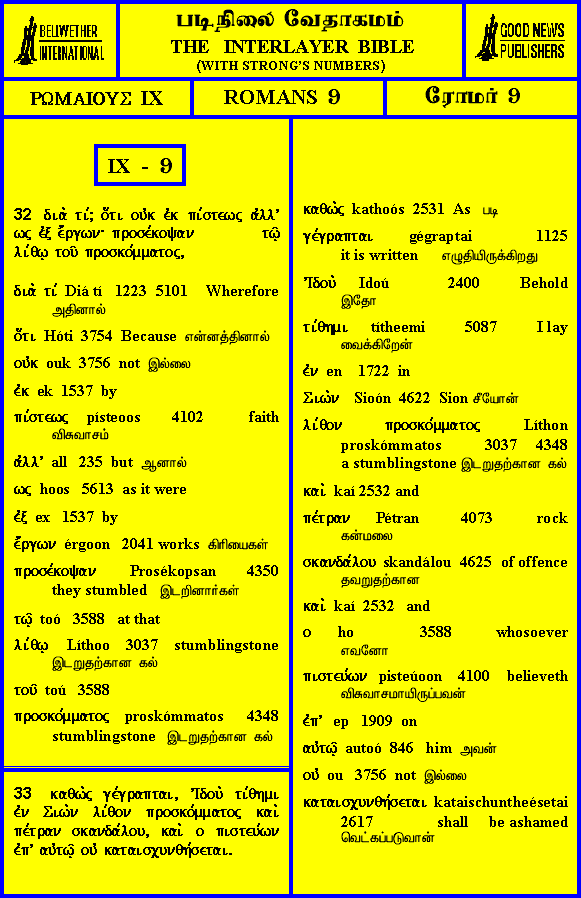 BELLWETHER
INTERNATIONAL
படிநிலை வேதாகமம்
THE INTERLAYER BIBLE
(WITH STRONG'S NUMBERS)
GOOD NEWS
PUBLISHERS
ΡΩΜΑΙΟΥΣ IX
ROMANS 9
ரோமர் 9
IX - 9
32 διὰ τί; ὅτι οὐκ ἐκ πίστεως ἀλλ'
ως ἐξ ἔργων· προσέκοψαν τῷ
λίθῳ τοῦ προσκόμματος,
διὰ τί Diá tí 1223 5101 Wherefore
அதினால்
ὅτι Hóti 3754 Because என்னத்தினால்
οὐκ ouk 3756 not இல்லை
ἐκ ek 1537 by
πίστεως písteoos 4102 faith
விசுவாசம்
ἀλλ' all 235 but ஆனால்
ως hoos 5613 as it were
ἐξ ex 1537 by
ἔργων érgoon 2041 works கிரியைகள்
προσέκοψαν Prosékopsan 4350
they stumbled இடறினார்கள்
τῷ toó 3588 at that
λίθῳ Líthoo 3037 stumblingstone
இடறுதற்கான கல்
τοῦ toú 3588
προσκόμματος proskómmatos 4348
stumblingstone இடறுதற்கான கல்
33 καθὼς γέγραπται, Ἰδοὺ τίθημι
ἐν Σιὼν λίθον προσκόμματος καὶ
πέτραν σκανδάλου, καὶ ο πιστεύων
ἐπ' αὐτῷ οὐ καταισχυνθήσεται.
καθὼς kathoós 2531 As படி
γέγραπται gégraptai 1125
it is written எழுதியிருக்கிறது
Ἰδοὺ Idoú 2400 Behold
இதோ
τίθημι títheemi 5087 I lay
வைக்கிறேன்
ἐν en 1722 in
Σιὼν Sioón 4622 Sion சீயோன்
λίθον προσκόμματος Líthon
proskómmatos 3037 4348
a stumblingstone இடறுதற்கான கல்
καὶ kaí 2532 and
πέτραν Pétran 4073 rock
கன்மலை
σκανδάλου skandálou 4625 of offence
தவறுதற்கான
καὶ kaí 2532 and
ο ho 3588 whosoever
எவனோ
πιστεύων pisteúoon 4100 believeth
விசுவாசமாயிருப்பவன்
ἐπ' ep 1909 on
αὐτῷ autoó 846 him அவன்
οὐ ou 3756 not இல்லை
καταισχυνθήσεται kataischuntheésetai
2617 shall be ashamed
வெட்கப்படுவான்